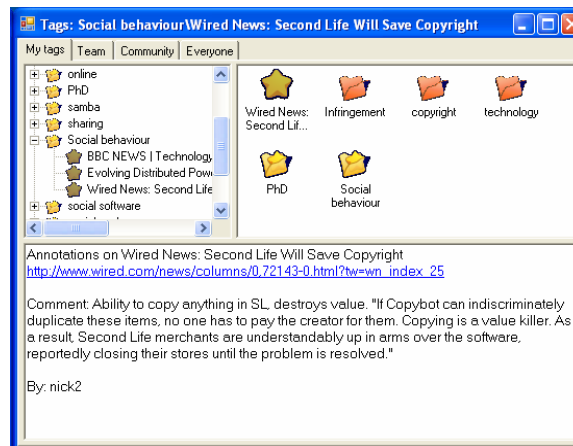 Tags: Social behaviour\Wired News: Second Life Will Save Copyright
My tags Team Community Everyone
online
PhD
samba
sharing
Social behaviour
BBC NEWS | Technology
Evolving Distributed Pow
Wired News: Second Life
social software
Wired News: Second Lif...
Infringement
copyright
technology
PhD
Social behaviour
Annotations on Wired News: Second Life Will Save Copyright
http://www.wired.com/news/columns/0,72143-0.html?tw=wn_index_25
Comment: Ability to copy anything in SL, destroys value. "If Copybot can indiscriminately
duplicate these items, no one has to pay the creator for them. Copying is a value killer. As
a result, Second Life merchants are understandably up in arms over the software,
reportedly closing their stores until the problem is resolved."
By: nick2